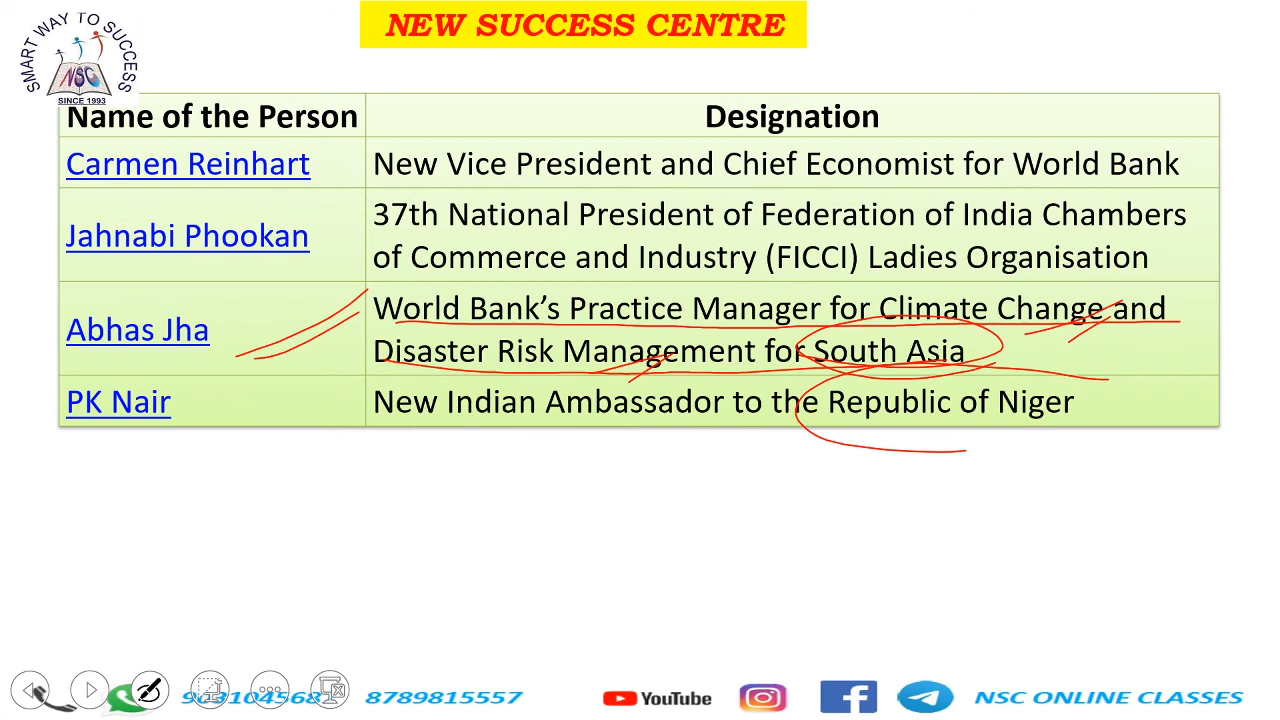 NEW SUCCESS CENTRE
SMART WAY TO SUCCESS
NSC
SINCE 1993
Name of the Person Designation
Carmen Reinhart New Vice President and Chief Economist for World Bank
Jahnabi Phookan 37th National President of Federation of India Chambers
of Commerce and Industry (FICCI) Ladies Organisation
Abhas Jha World Bank's Practice Manager for Climate Change and
Disaster Risk Management for South Asia
PK Nair New Indian Ambassador to the Republic of Niger
8789815557 YouTube NSC ONLINE CLASSES